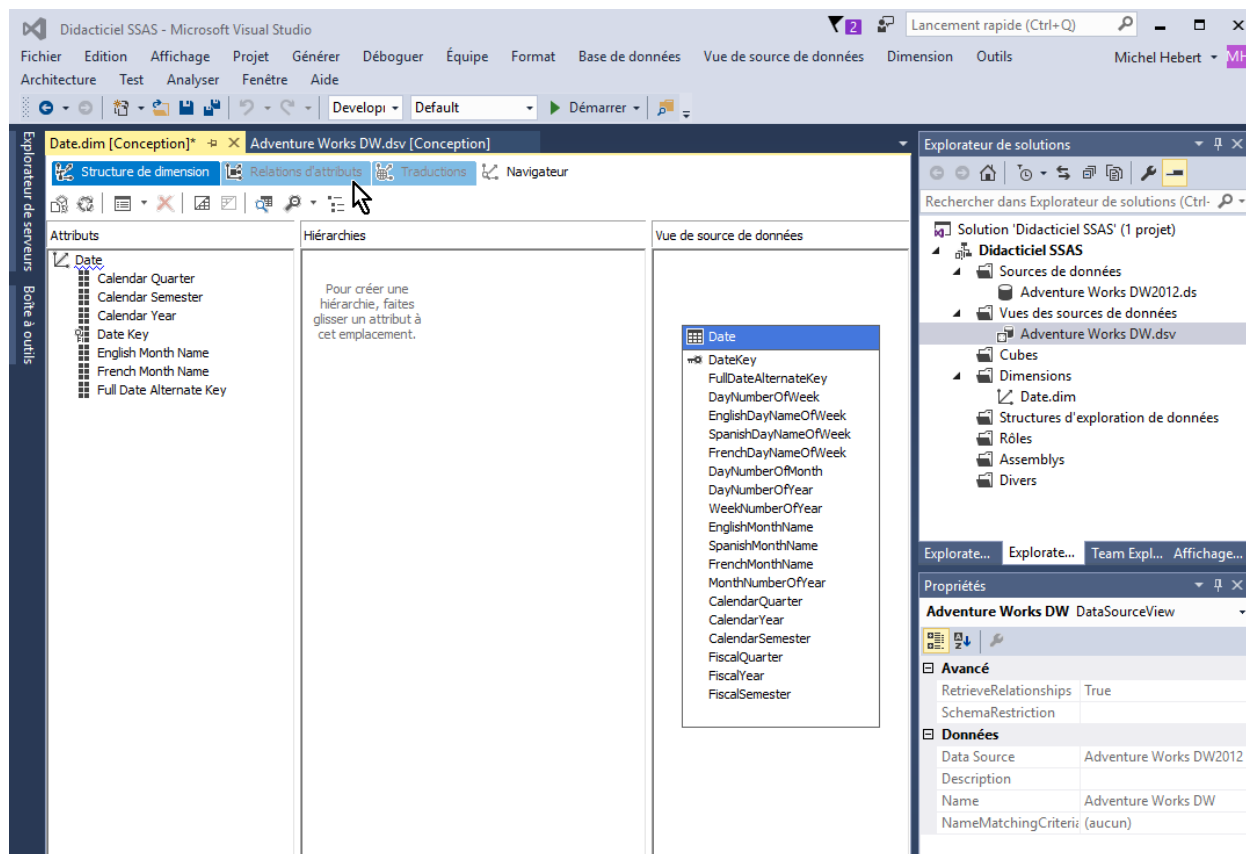 Didacticiel SSAS - Microsoft Visual Studio
2
Lancement rapide (Ctrl+Q)
Fichier Edition Affichage Projet Générer Déboguer Équipe Format Base de données Vue de source de données Dimension Outils Michel Hebert MH
Architecture Test Analyser Fenêtre Aide
Developı Default Démarrer
Explorateur de serveurs
Boîte à outils
Date.dim [Conception]* Adventure Works DW.dsv [Conception]
Structure de dimension Relations d'attributs Traductions Navigateur
Attributs
Date
Calendar Quarter
Calendar Semester
Calendar Year
Date Key
English Month Name
French Month Name
Full Date Alternate Key
Hiérarchies
Pour créer une
hiérarchie, faites
glisser un attribut à
cet emplacement.
Vue de source de données
Date
DateKey
FullDateAlternateKey
DayNumberOfWeek
EnglishDayNameOfWeek
SpanishDayNameOfWeek
FrenchDayNameOfWeek
DayNumberOfMonth
DayNumberOfYear
WeekNumberOfYear
EnglishMonthName
SpanishMonthName
FrenchMonthName
MonthNumberOfYear
CalendarQuarter
CalendarYear
CalendarSemester
FiscalQuarter
FiscalYear
FiscalSemester
Explorateur de solutions
Rechercher dans Explorateur de solutions (Ctrl-
Solution 'Didacticiel SSAS' (1 projet)
Didacticiel SSAS
Sources de données
Adventure Works DW2012.ds
Vues des sources de données
Adventure Works DW.dsv
Cubes
Dimensions
Date.dim
Structures d'exploration de données
Rôles
Assemblys
Divers
Explorate... Explorate... Team Expl... Affichage...
Propriétés
Adventure Works DW DataSourceView
Avancé
RetrieveRelationships True
SchemaRestriction
Données
Data Source Adventure Works DW2012
Description
Name Adventure Works DW
NameMatchingCriteria (aucun)